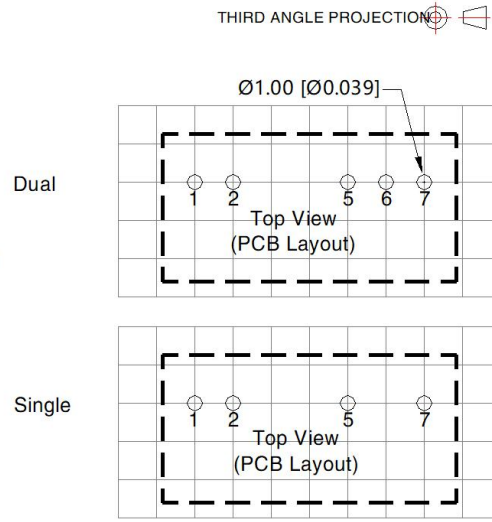 THIRD ANGLE PROJECTION
Ø1.00 [Ø0.039]
Dual
1 2 5 6 7
Top View
(PCB Layout)
Single
1 2 5 7
Top View
(PCB Layout)